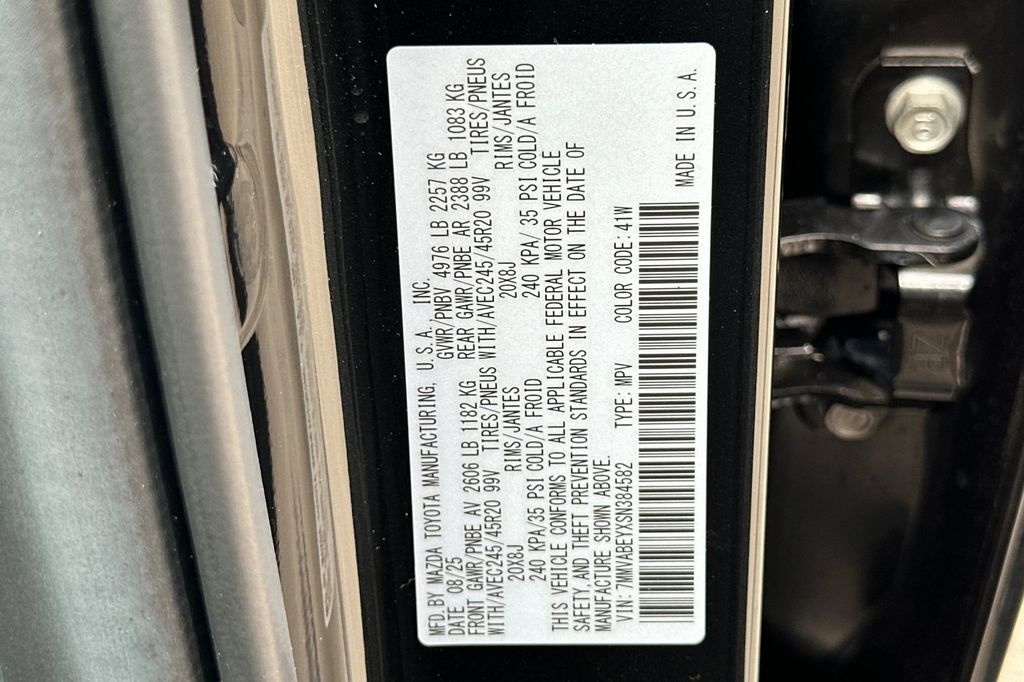 MFD. BY MAZDA TOYOTA MANUFACTURING, U.S.A., INC.
DATE 08/25 GVWR/PNBV 4976 LB 2257 KG
FRONT GAWR/PNBE AV 2606 LB 1182 KG REAR GAWR/PNBE AR 2388 LB 1083 KG
WITH/AVEC245/45R20 99V TIRES/PNEUS WITH/AVEC245/45R20 99V TIRES/PNEUS
20X8J RIMS/JANTES 20X8J RIMS/JANTES
240 KPA/35 PSI COLD/A FROID 240 KPA/ 35 PSI COLD/A FROID
THIS VEHICLE CONFORMS TO ALL APPLICABLE FEDERAL MOTOR VEHICLE
SAFETY, AND THEFT PREVENTION STANDARDS IN EFFECT ON THE DATE OF
MANUFACTURE SHOWN ABOVE.
VIN: 7MMVABEYXSN384582 TYPE: MPV COLOR CODE: 41W
MADE IN U.S.A.